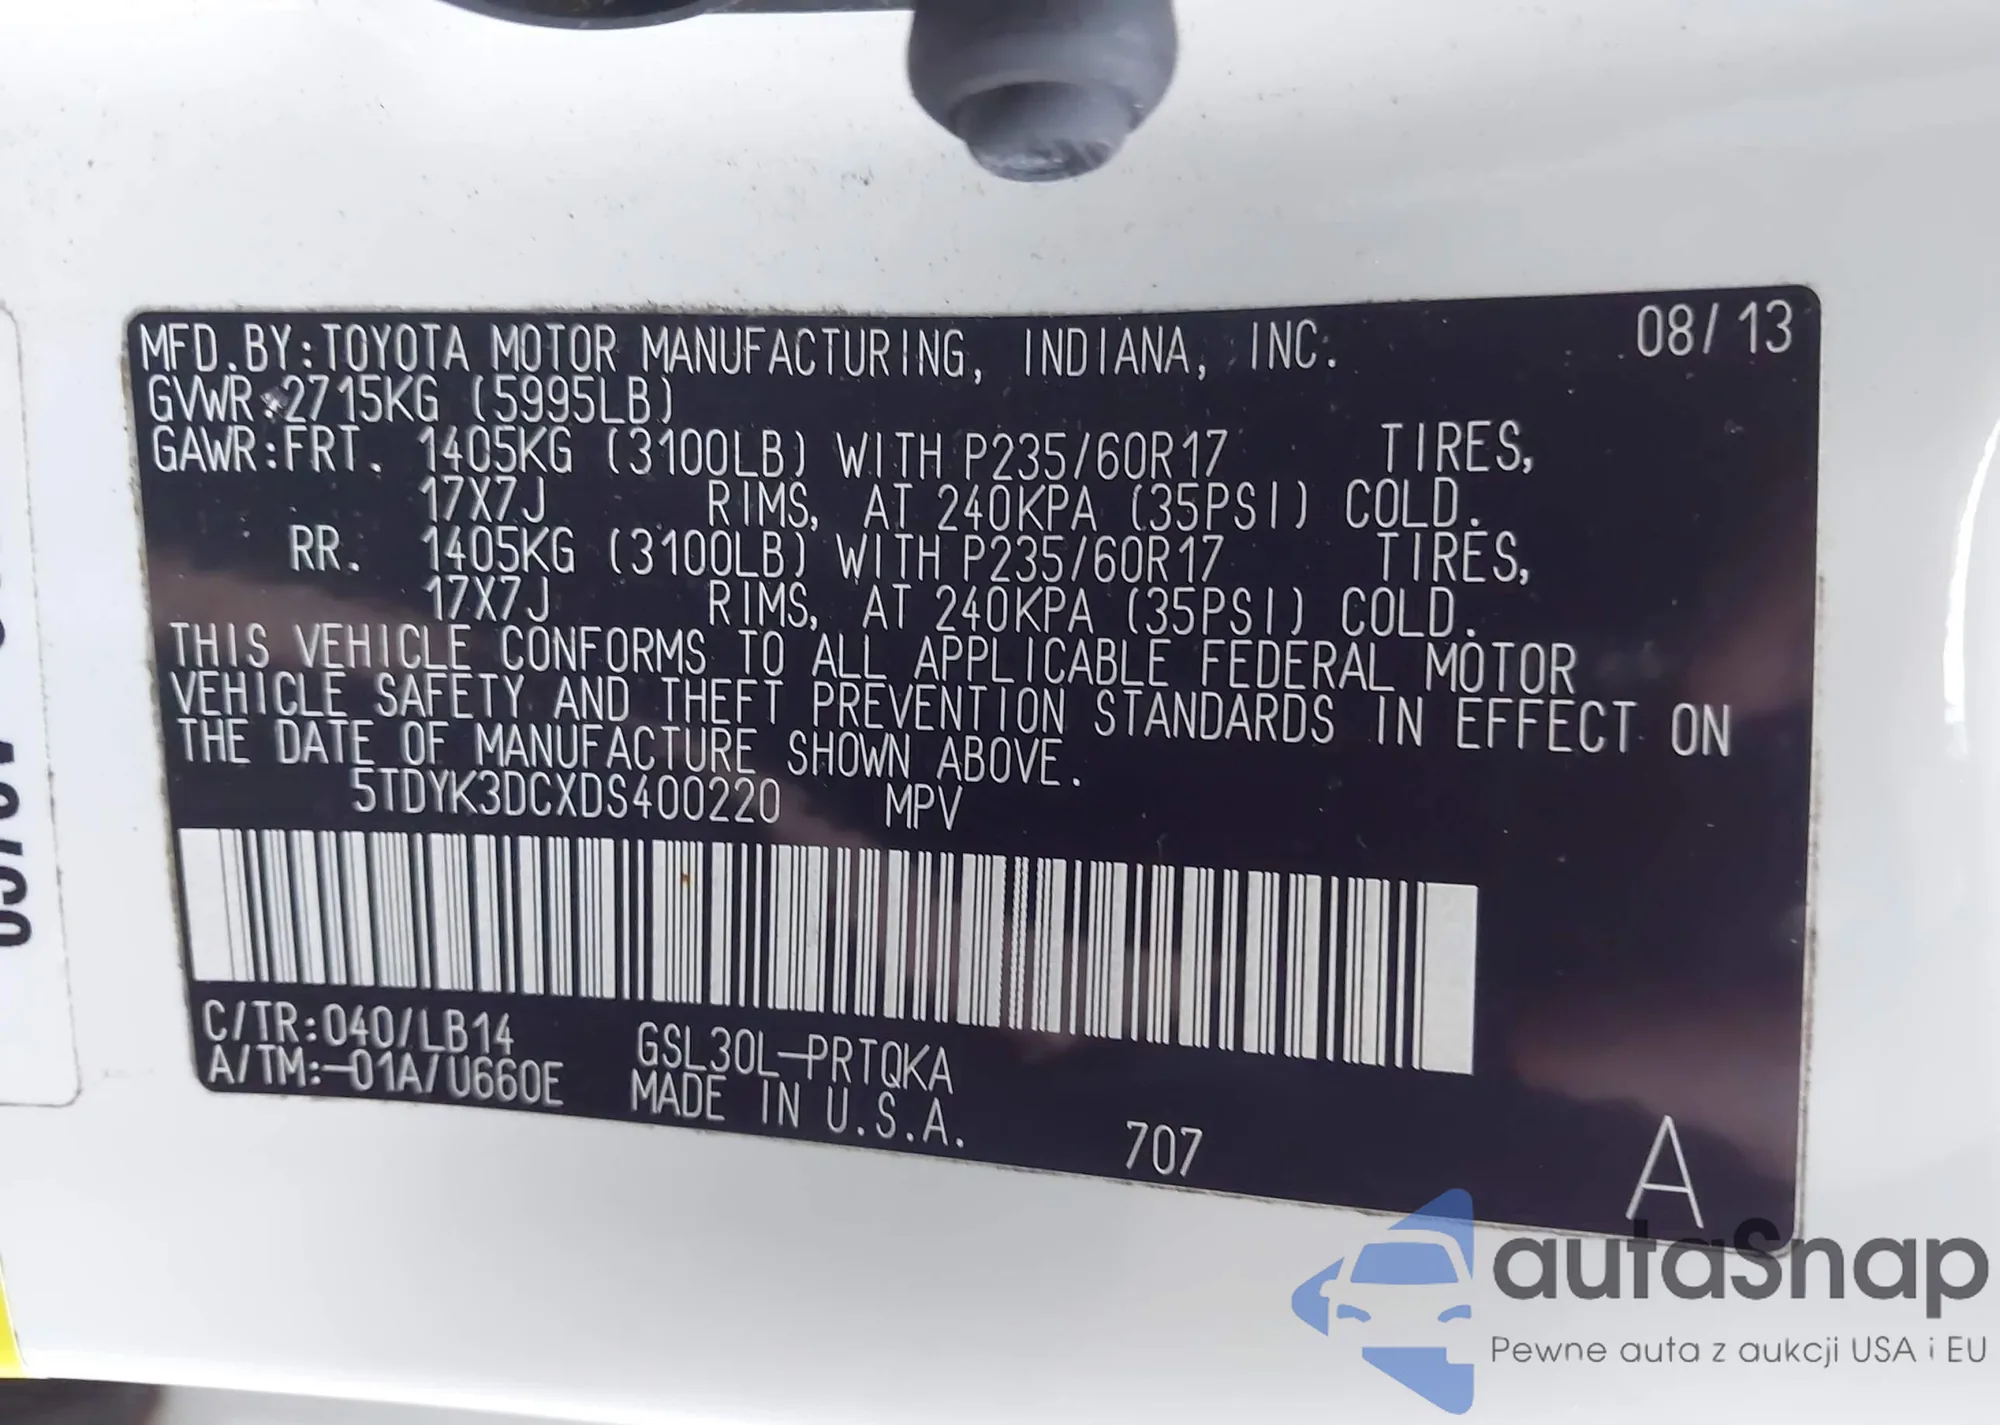 MFD.BY:TOYOTA MOTOR MANUFACTURING, INDIANA, INC. 08/13
GVWR:2715KG (5995LB)
GAWR:FRT. 1405KG (3100LB) WITH P235/60R17 TIRES,
17X7J RIMS, AT 240KPA (35PSI) COLD.
RR. 1405KG (3100LB) WITH P235/60R17 TIRES,
17X7J RIMS, AT 240KPA (35PSI) COLD.
THIS VEHICLE CONFORMS TO ALL APPLICABLE FEDERAL MOTOR
VEHICLE SAFETY AND THEFT PREVENTION STANDARDS IN EFFECT ON
THE DATE OF MANUFACTURE SHOWN ABOVE.
5TDYK3DCXDS400220 MPV
C/TR:040/LB14 GSL30L-PRTQKA
A/TM:-01A/U660E MADE IN U.S.A.
707
A
autaSnap
Pewne auta z aukcji USA i EU